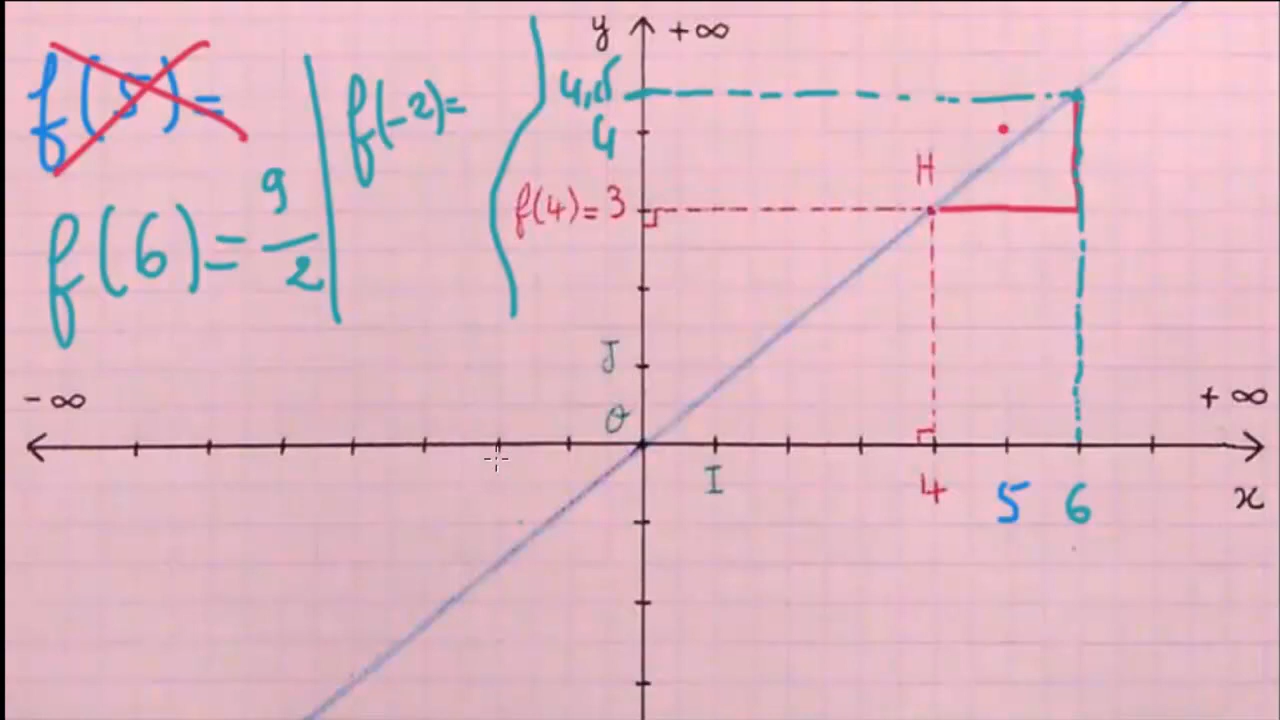 f(5)=
f(6)=9/2
f(-2)=
y
+∞
4,5
4
f(4)=3
H
J
O
-∞
+∞
I
4
5
6
x